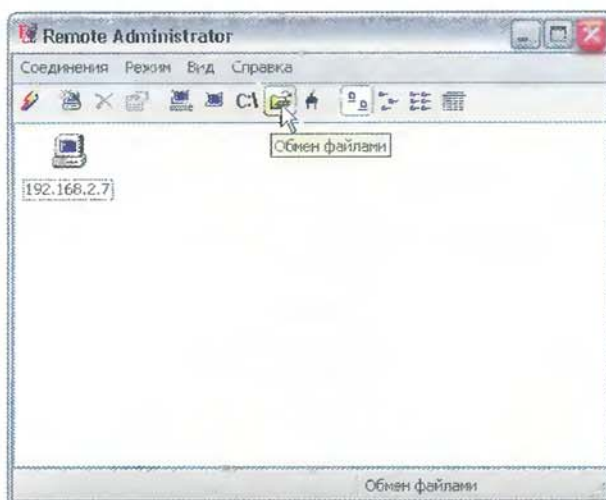 Remote Administrator
Соединения Режим Вид Справка
C:\
Обмен файлами
192.168.2.7
Обмен файлами